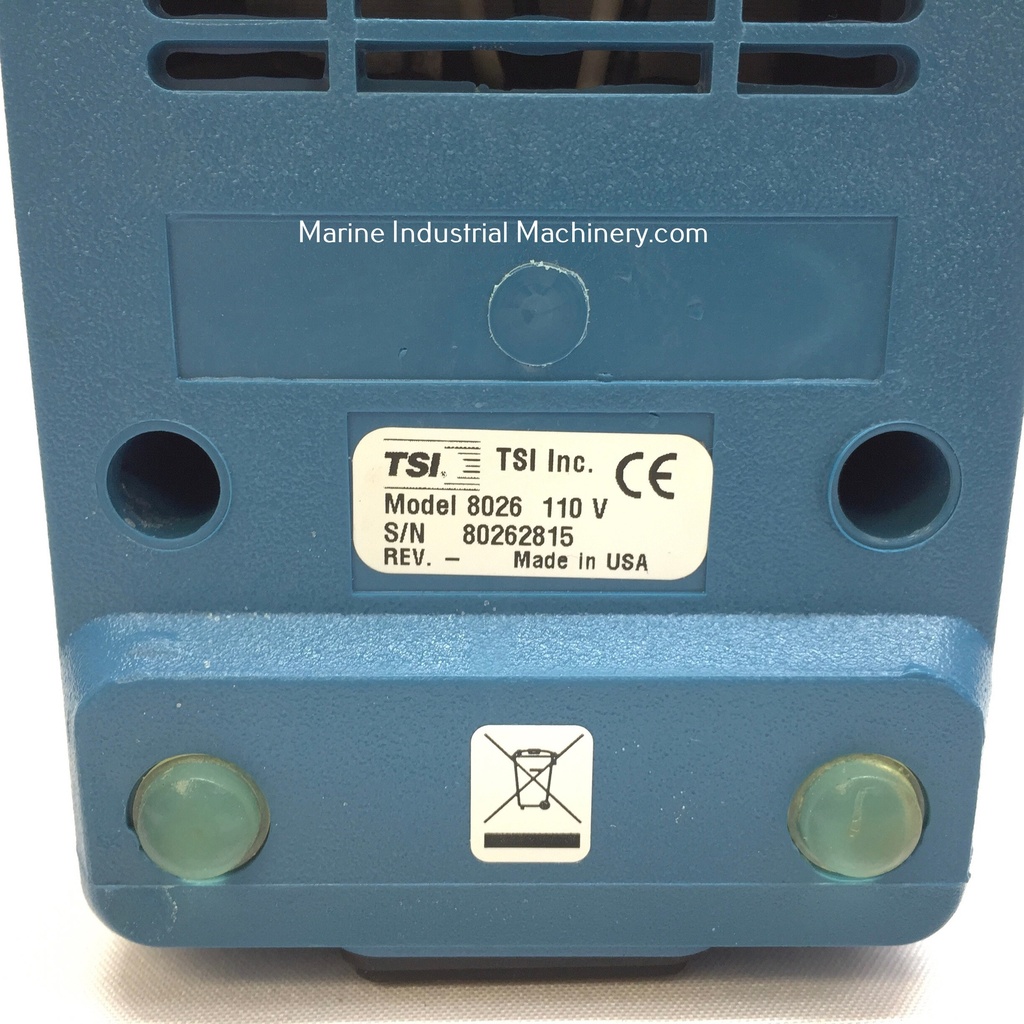 Marine Industrial Machinery.com
TSI TSI Inc. CE
Model 8026 110 V
S/N 80262815
REV. – Made in USA